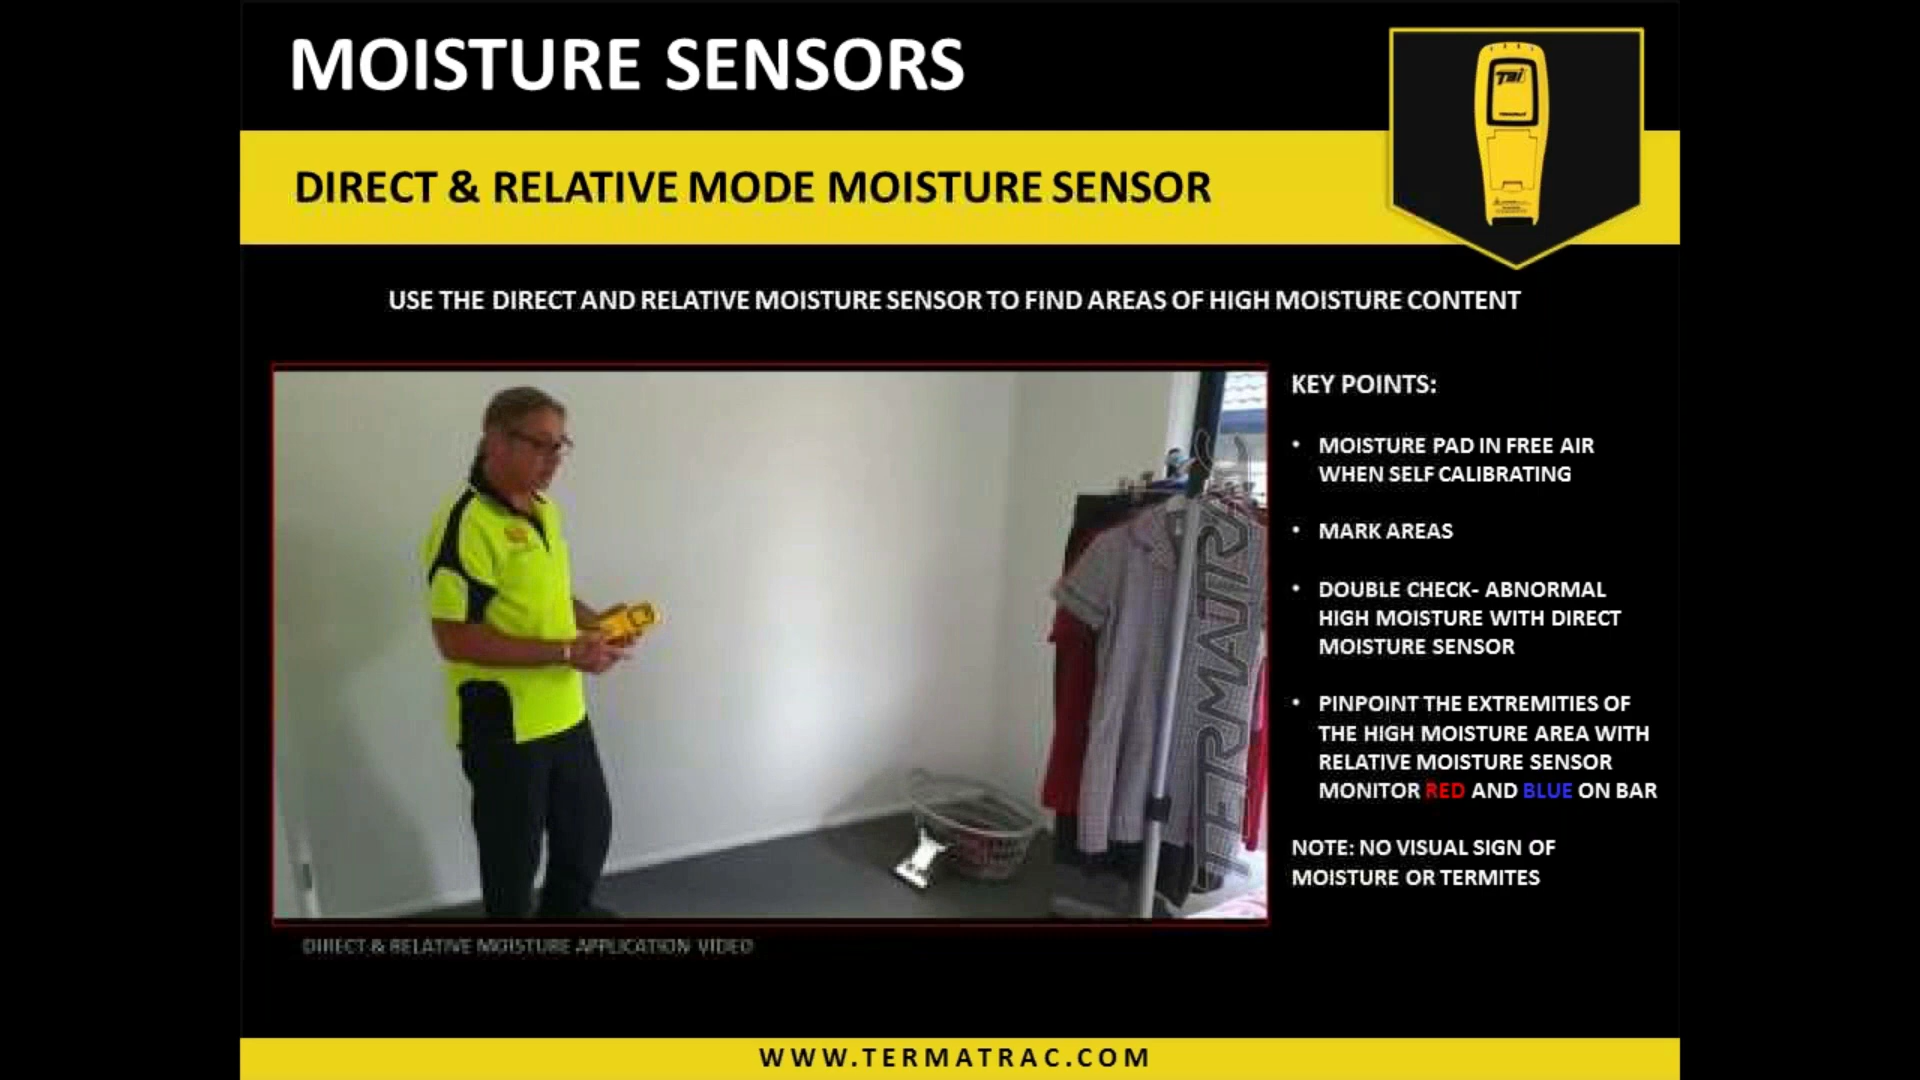 MOISTURE SENSORS
DIRECT & RELATIVE MODE MOISTURE SENSOR
USE THE DIRECT AND RELATIVE MOISTURE SENSOR TO FIND AREAS OF HIGH MOISTURE CONTENT
TERMATRAC
DIRECT & RELATIVE MOISTURE APPLICATION VIDEO
KEY POINTS:
• MOISTURE PAD IN FREE AIR
WHEN SELF CALIBRATING
• MARK AREAS
• DOUBLE CHECK- ABNORMAL
HIGH MOISTURE WITH DIRECT
MOISTURE SENSOR
• PINPOINT THE EXTREMITIES OF
THE HIGH MOISTURE AREA WITH
RELATIVE MOISTURE SENSOR
MONITOR RED AND BLUE ON BAR
NOTE: NO VISUAL SIGN OF
MOISTURE OR TERMITES
WWW.TERMATRAC.COM